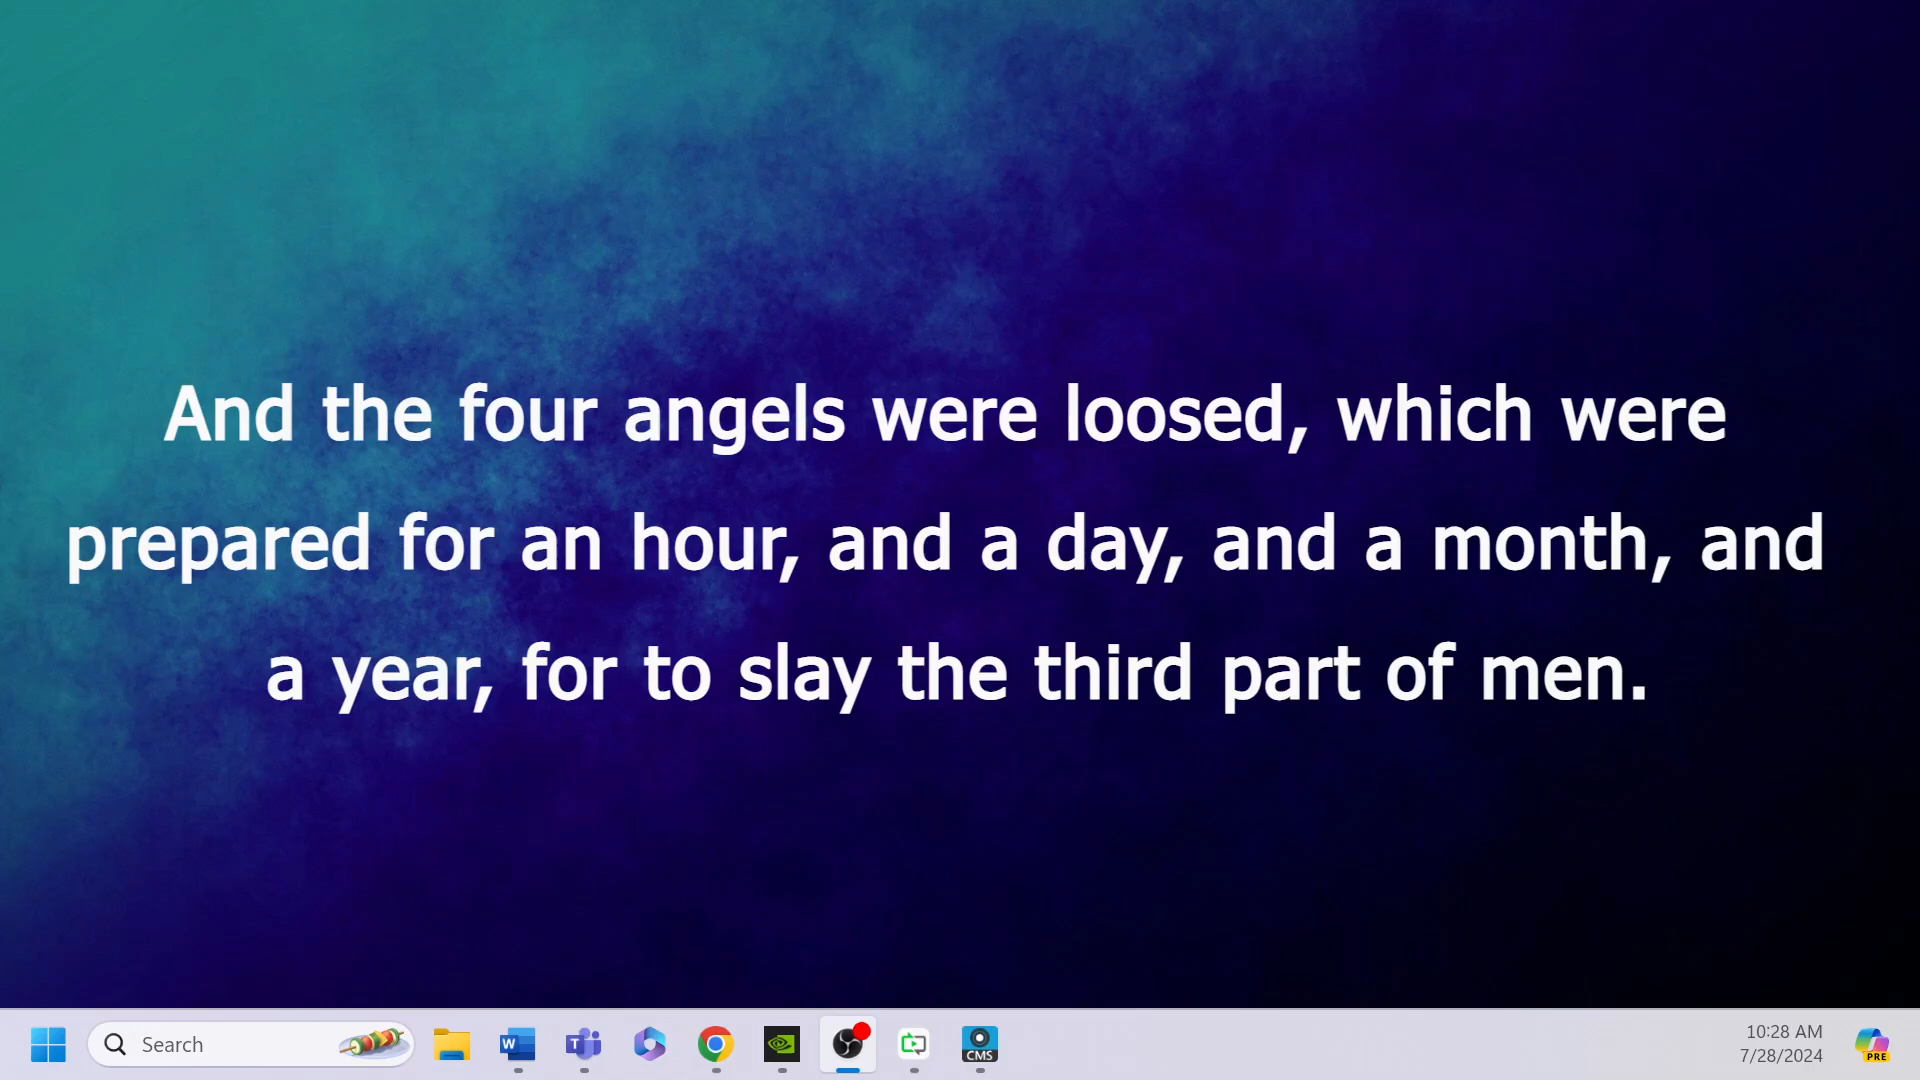 And the four angels were loosed, which were
prepared for an hour, and a day, and a month, and
a year, for to slay the third part of men.
Search
W
T
CMS
10:28 AM
7/28/2024
PRE